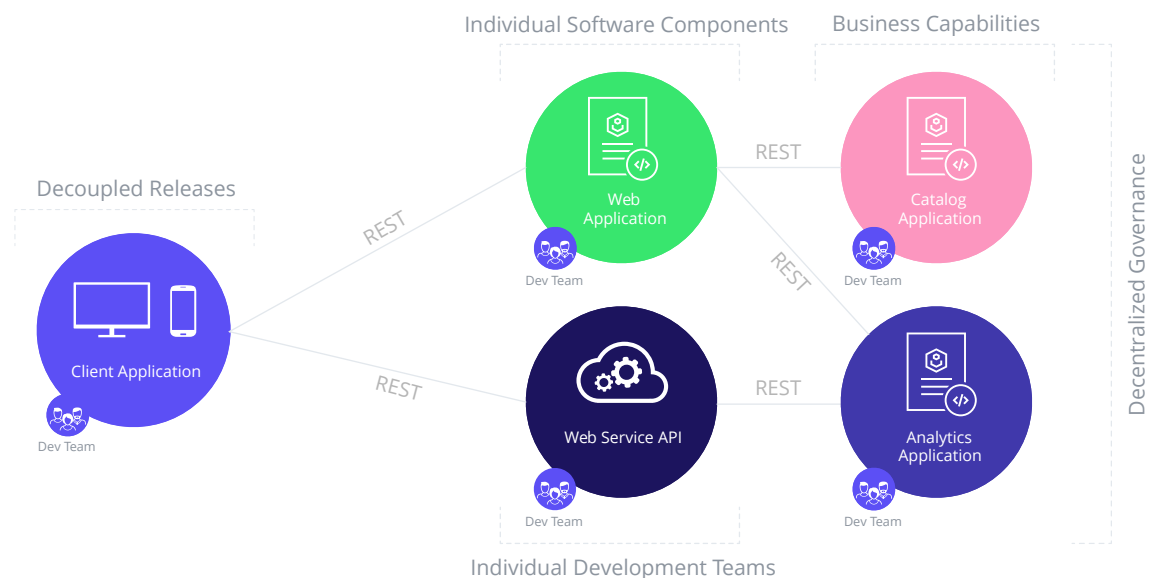 Individual Software Components
Business Capabilities
Decoupled Releases
Decentralized Governance
REST
REST
REST
REST
REST
</>
Web
Application
Dev Team
</>
Catalog
Application
Dev Team
Client Application
Dev Team
Web Service API
Dev Team
</>
Analytics
Application
Dev Team
Individual Development Teams